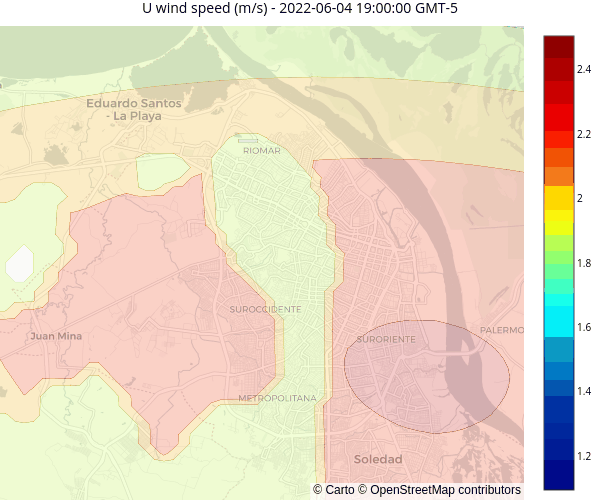 U wind speed (m/s) - 2022-06-04 19:00:00 GMT-5
Eduardo Santos
- La Playa
RIOMAR
SUROCCIDENTE
Juan Mina
SURORIENTE
PALERMO
METROPOLITANA
Soledad
© Carto © OpenStreetMap contributors
2.4
2.2
2
1.8
1.6
1.4
1.2